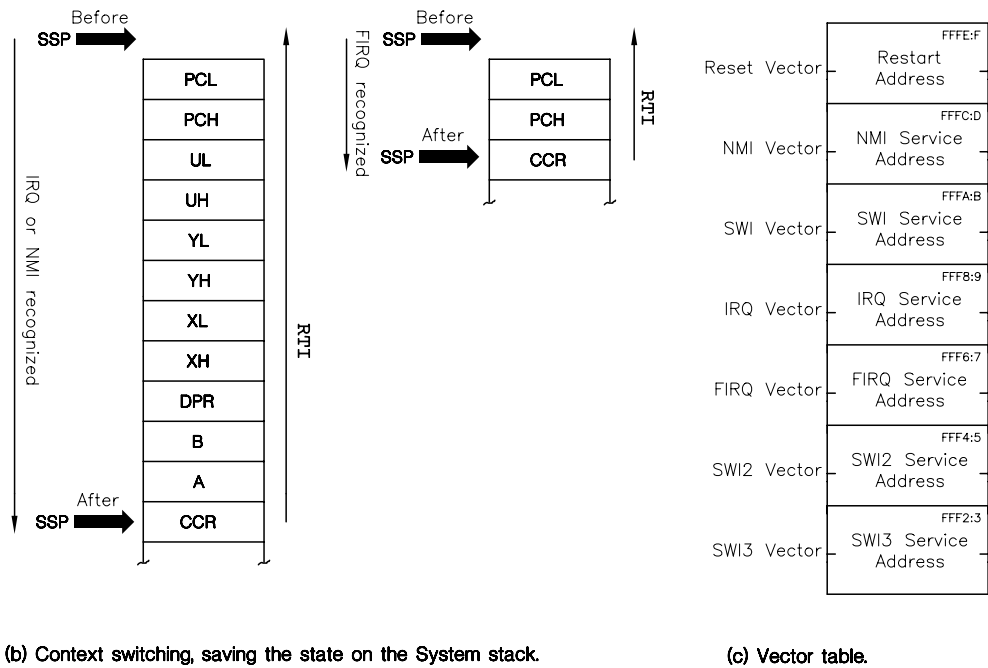 Before
SSP
IRQ or NMI recognized
PCL
PCH
UL
UH
YL
YH
XL
XH
DPR
B
A
CCR
After
SSP
RTI
Before
SSP
FIRQ recognized
PCL
PCH
CCR
After
SSP
RTI
FFFE:F
Reset Vector
Restart
Address
FFFC:D
NMI Vector
NMI Service
Address
FFFA:B
SWI Vector
SWI Service
Address
FFF8:9
IRQ Vector
IRQ Service
Address
FFF6:7
FIRQ Vector
FIRQ Service
Address
FFF4:5
SWI2 Vector
SWI2 Service
Address
FFF2:3
SWI3 Vector
SWI3 Service
Address
(b) Context switching, saving the state on the System stack.
(c) Vector table.